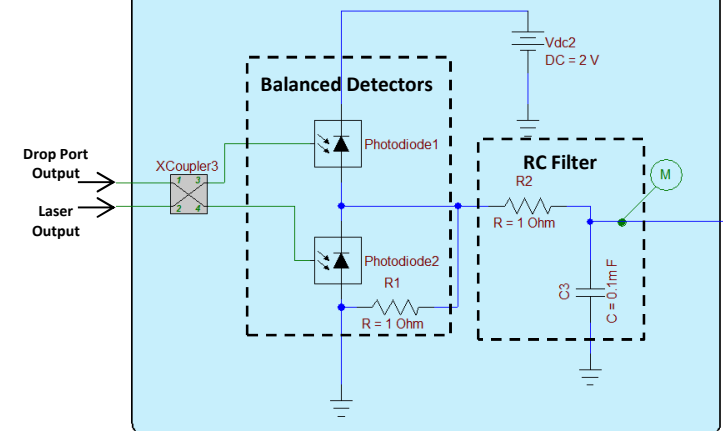 Vdc2
DC = 2 V
Balanced Detectors
Photodiode1
RC Filter
Drop Port
Output
XCoupler3
1 3
2 4
R2
M
Laser
Output
R = 1 Ohm
Photodiode2
R1
R = 1 Ohm
C3
C = 0.1m F